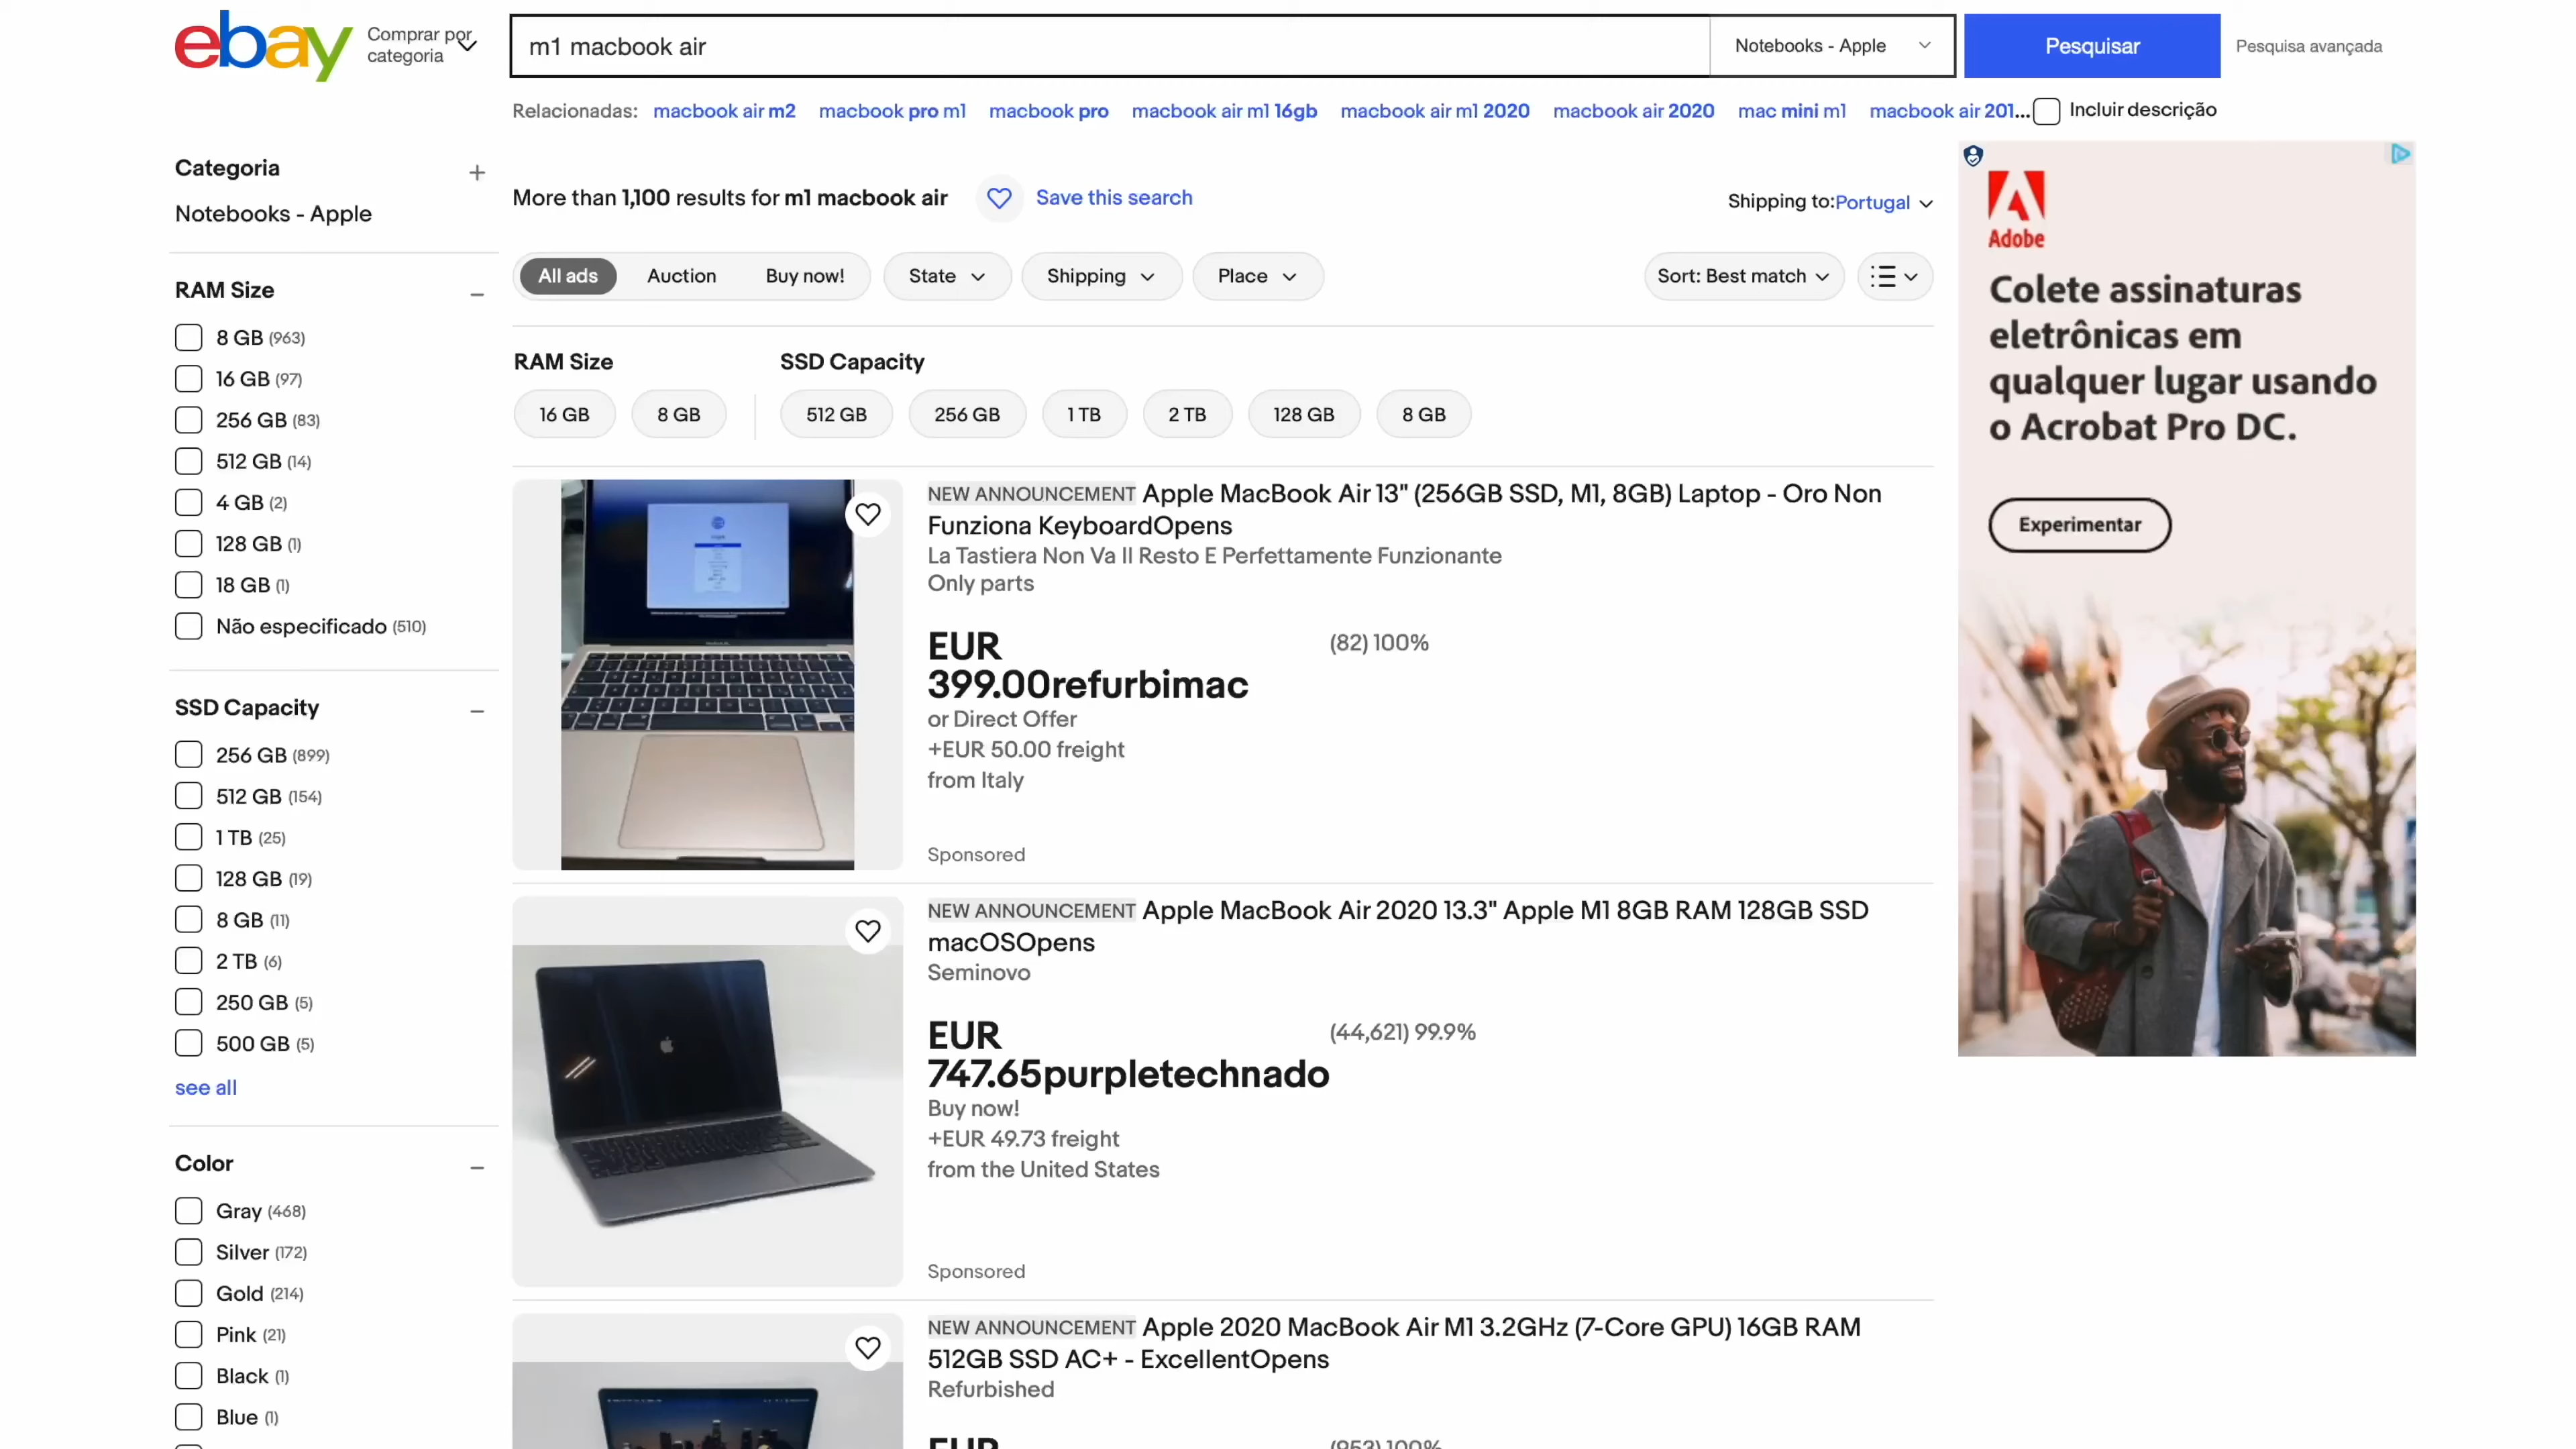 ebay
Comprar por
categoria
m1 macbook air
Notebooks - Apple
Pesquisar
Pesquisa avançada
Relacionadas: macbook air m2 macbook pro m1 macbook pro macbook air m1 16gb macbook air m1 2020 macbook air 2020 mac mini m1 macbook air 201...
Incluir descrição
Categoria
Notebooks - Apple
RAM Size
8 GB (963)
16 GB (97)
256 GB (83)
512 GB (14)
4 GB (2)
128 GB (1)
18 GB (1)
Não especificado (510)
SSD Capacity
256 GB (899)
512 GB (154)
1 TB (25)
128 GB (19)
8 GB (11)
2 TB (6)
250 GB (5)
500 GB (5)
see all
Color
Gray (468)
Silver (172)
Gold (214)
Pink (21)
Black (1)
Blue (1)
More than 1,100 results for m1 macbook air
Save this search
Shipping to: Portugal
All ads
Auction
Buy now!
State
Shipping
Place
Sort: Best match
RAM Size
16 GB
8 GB
SSD Capacity
512 GB
256 GB
1 TB
2 TB
128 GB
8 GB
NEW ANNOUNCEMENT Apple MacBook Air 13" (256GB SSD, M1, 8GB) Laptop - Oro Non
Funziona KeyboardOpens
La Tastiera Non Va Il Resto E Perfettamente Funzionante
Only parts
EUR
399.00refurbimac
(82) 100%
or Direct Offer
+EUR 50.00 freight
from Italy
Sponsored
NEW ANNOUNCEMENT Apple MacBook Air 2020 13.3" Apple M1 8GB RAM 128GB SSD
macOSOpens
Seminovo
EUR
747.65purpletechnado
(44,621) 99.9%
Buy now!
+EUR 49.73 freight
from the United States
Sponsored
NEW ANNOUNCEMENT Apple 2020 MacBook Air M1 3.2GHz (7-Core GPU) 16GB RAM
512GB SSD AC+ - ExcellentOpens
Refurbished
EUR
(953) 100%
Adobe
Colete assinaturas
eletrônicas em
qualquer lugar usando
o Acrobat Pro DC.
Experimentar